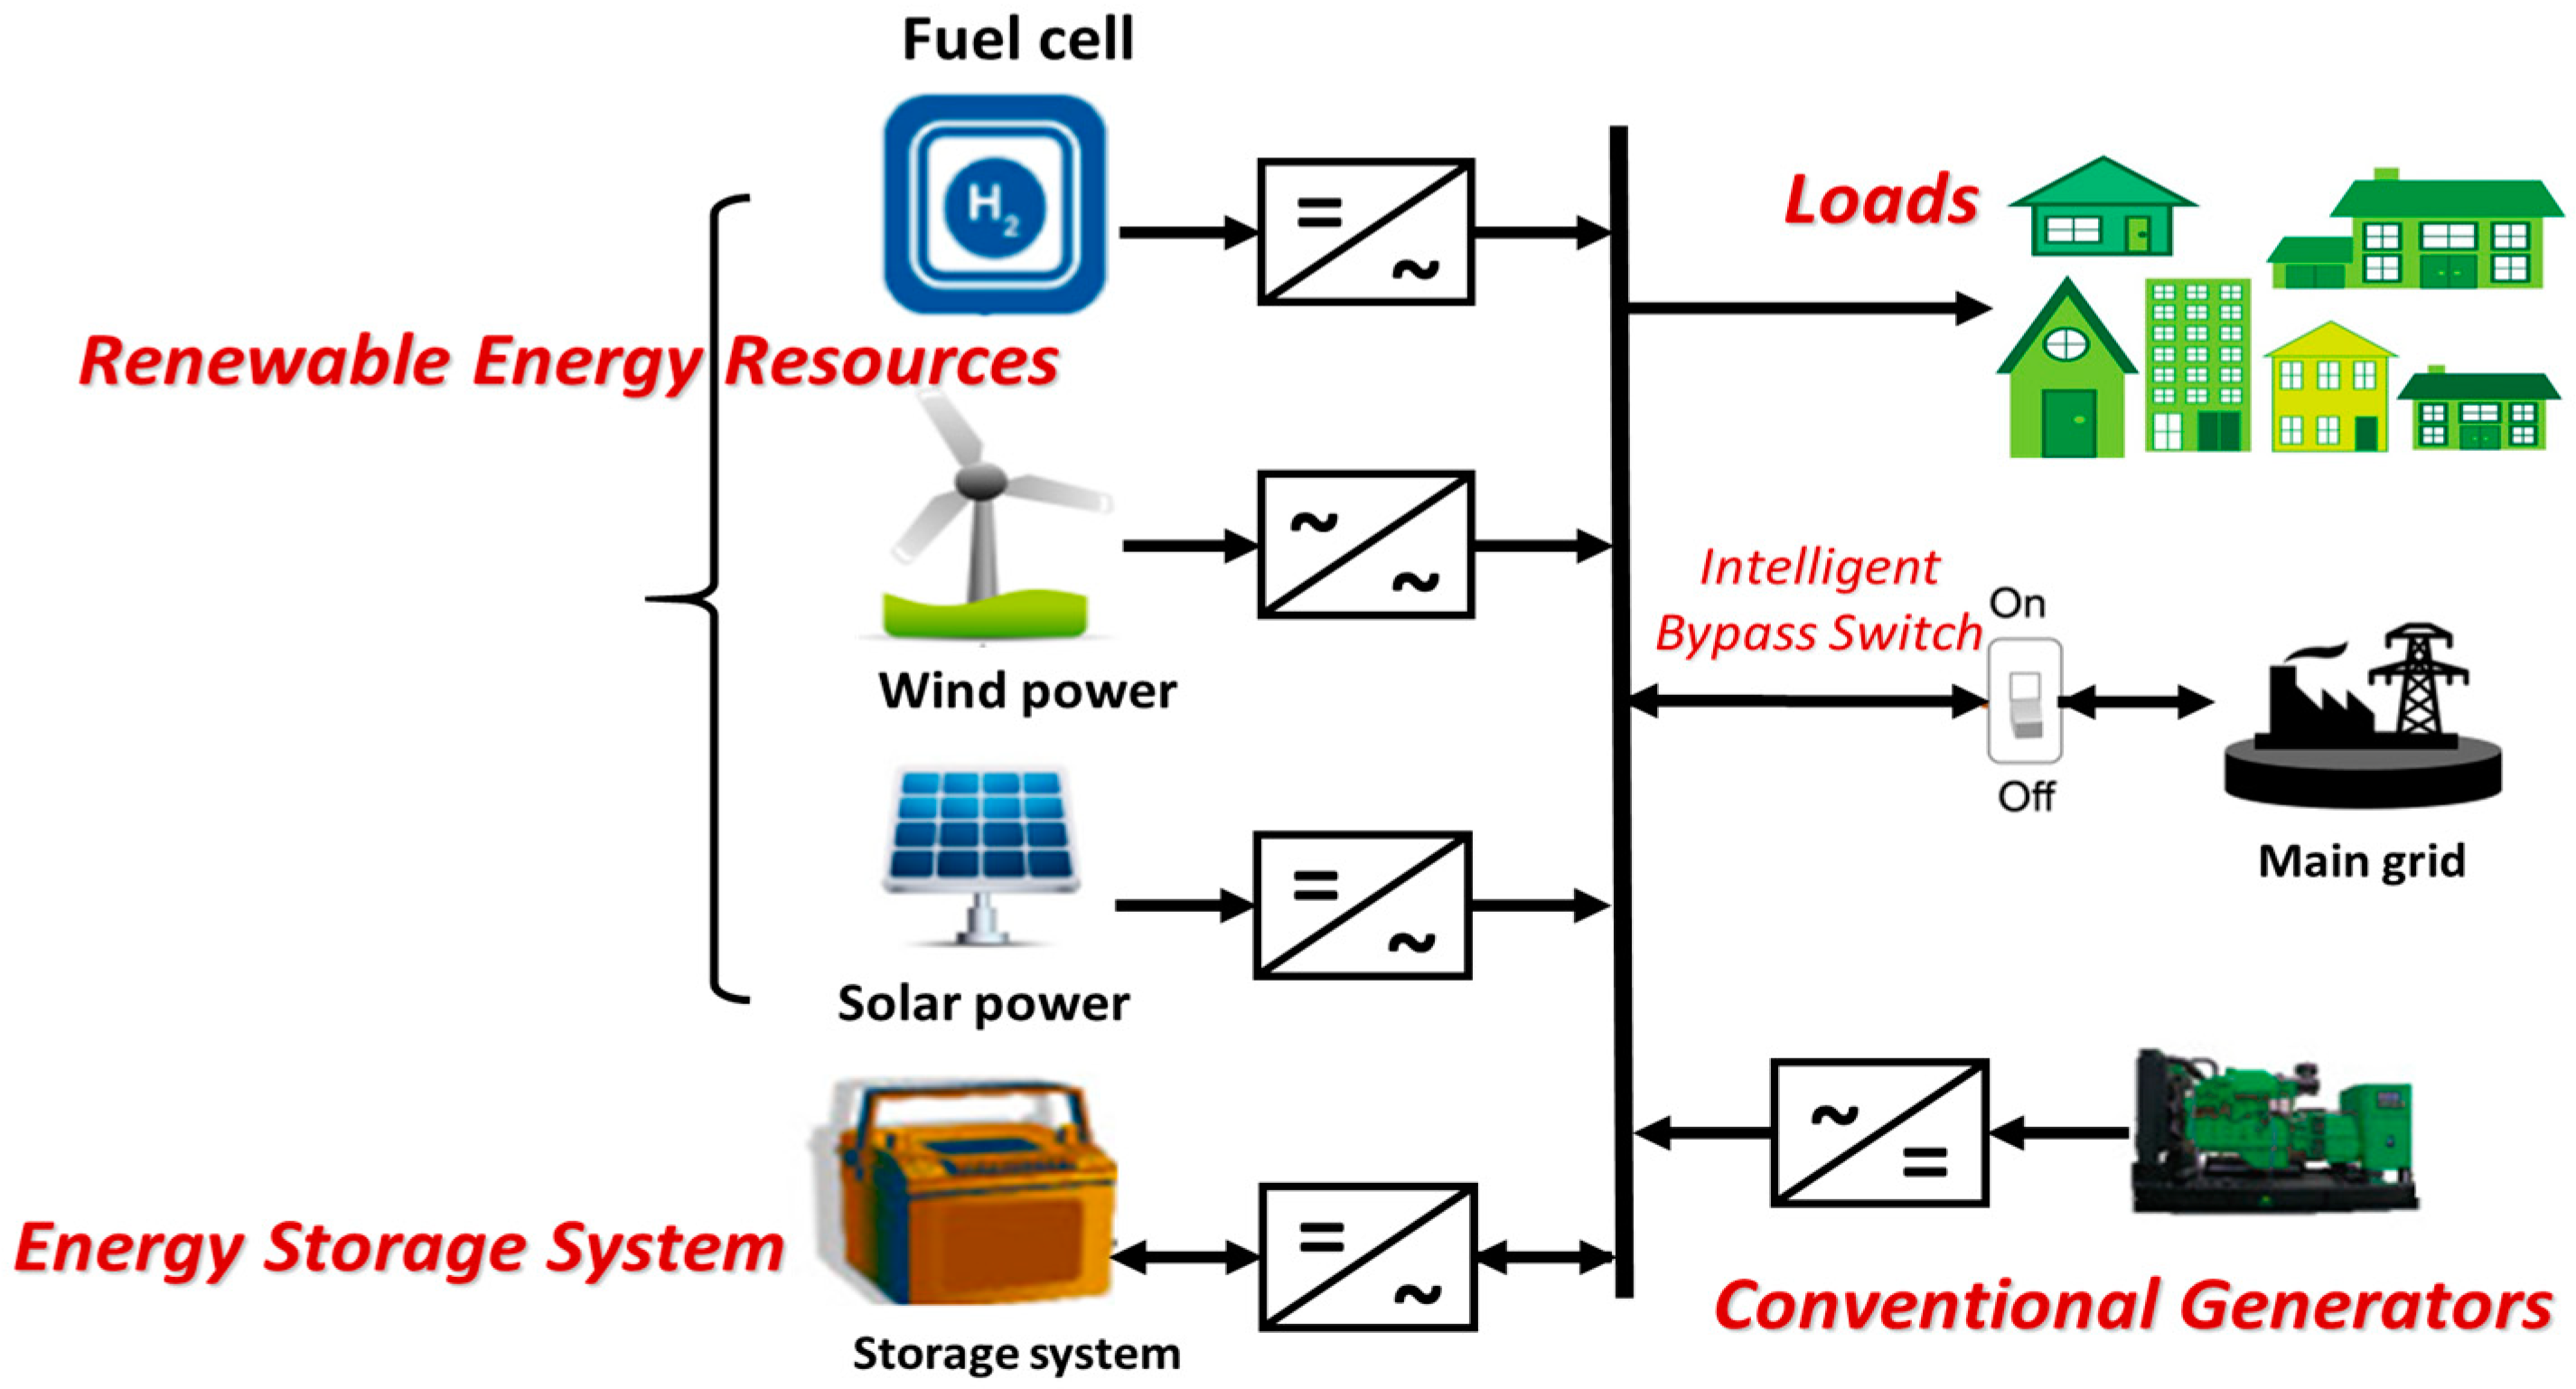 Fuel cell
H2
=
~
Loads
Renewable Energy Resources
~
~
Intelligent
Bypass Switch
On
Off
Wind power
Main grid
=
~
Solar power
~
=
=
~
Energy Storage System
Storage system
Conventional Generators